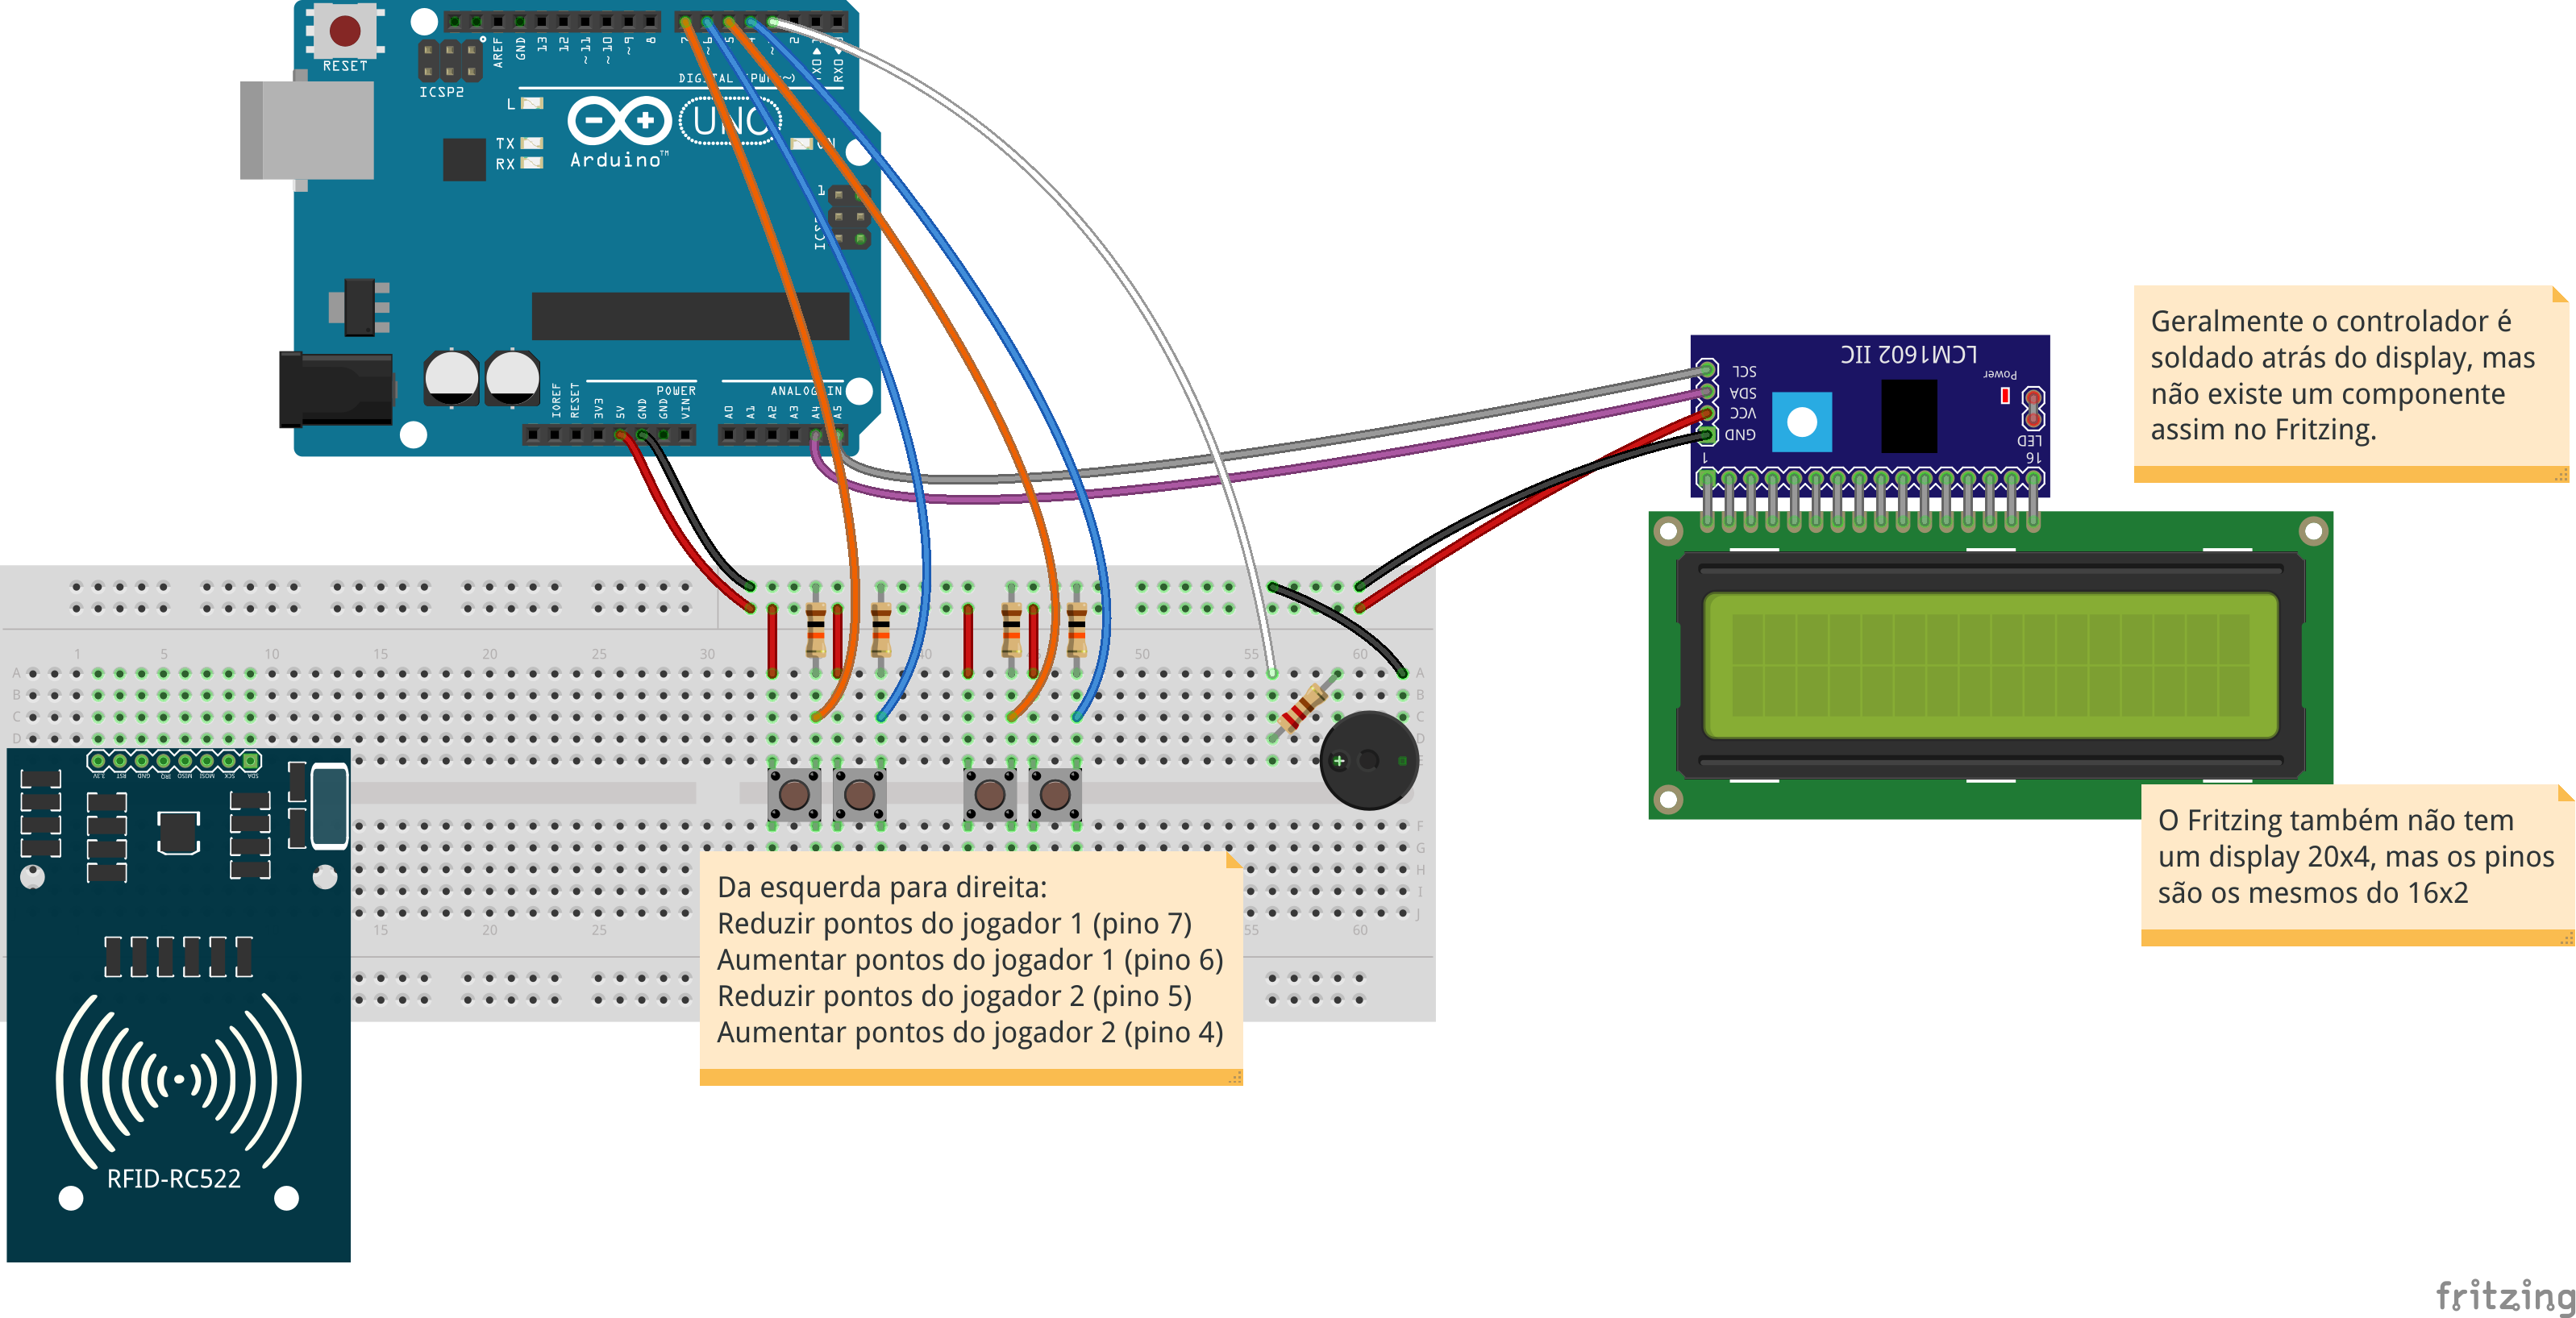 RESET
ICSP2
AREF
GND
13
12
~11
~10
~9
8
7
~6
5
4
2
DIGITAL (PWM~)
L
TX
RX
UNO
Arduino™
ON
1
POWER
ANALOG IN
IOREF
RESET
3V3
5V
GND
GND
VIN
A0
A1
A2
A3
A4
A5
LCM1602 IIC
SCL
SDA
VCC
GND
Power
LED
1
16
Geralmente o controlador é
soldado atrás do display, mas
não existe um componente
assim no Fritzing.
1 5 10 15 20 25 30 40 50 55 60
A A
B B
C C
D D
E
3.3V RST GND IRQ MISO MOSI SCK SDA
F
G
H
I
J
15 20 25 55 60
O Fritzing também não tem
um display 20x4, mas os pinos
são os mesmos do 16x2
Da esquerda para direita:
Reduzir pontos do jogador 1 (pino 7)
Aumentar pontos do jogador 1 (pino 6)
Reduzir pontos do jogador 2 (pino 5)
Aumentar pontos do jogador 2 (pino 4)
RFID-RC522
fritzing